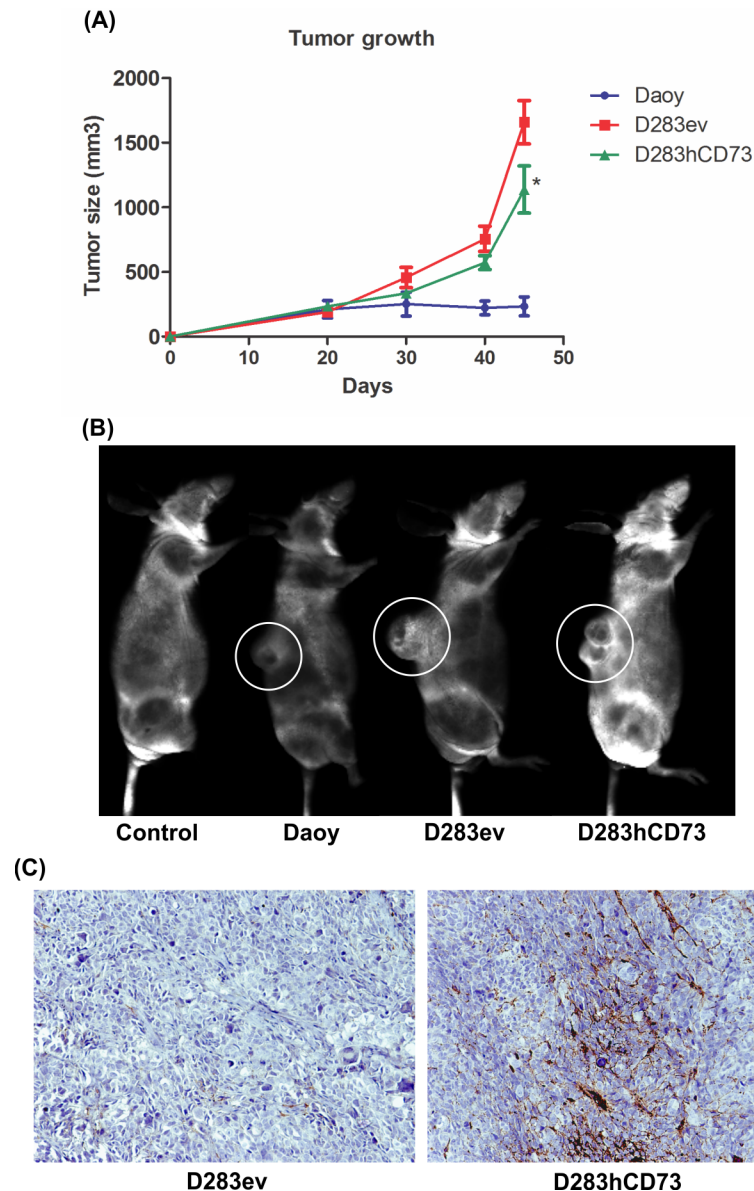 (A)
Tumor growth
Tumor size (mm3)
2000
1500
1000
500
0
0 10 20 30 40 50
Days
Daoy
D283ev
D283hCD73
*
(B)
Control Daoy D283ev D283hCD73
(C)
D283ev D283hCD73